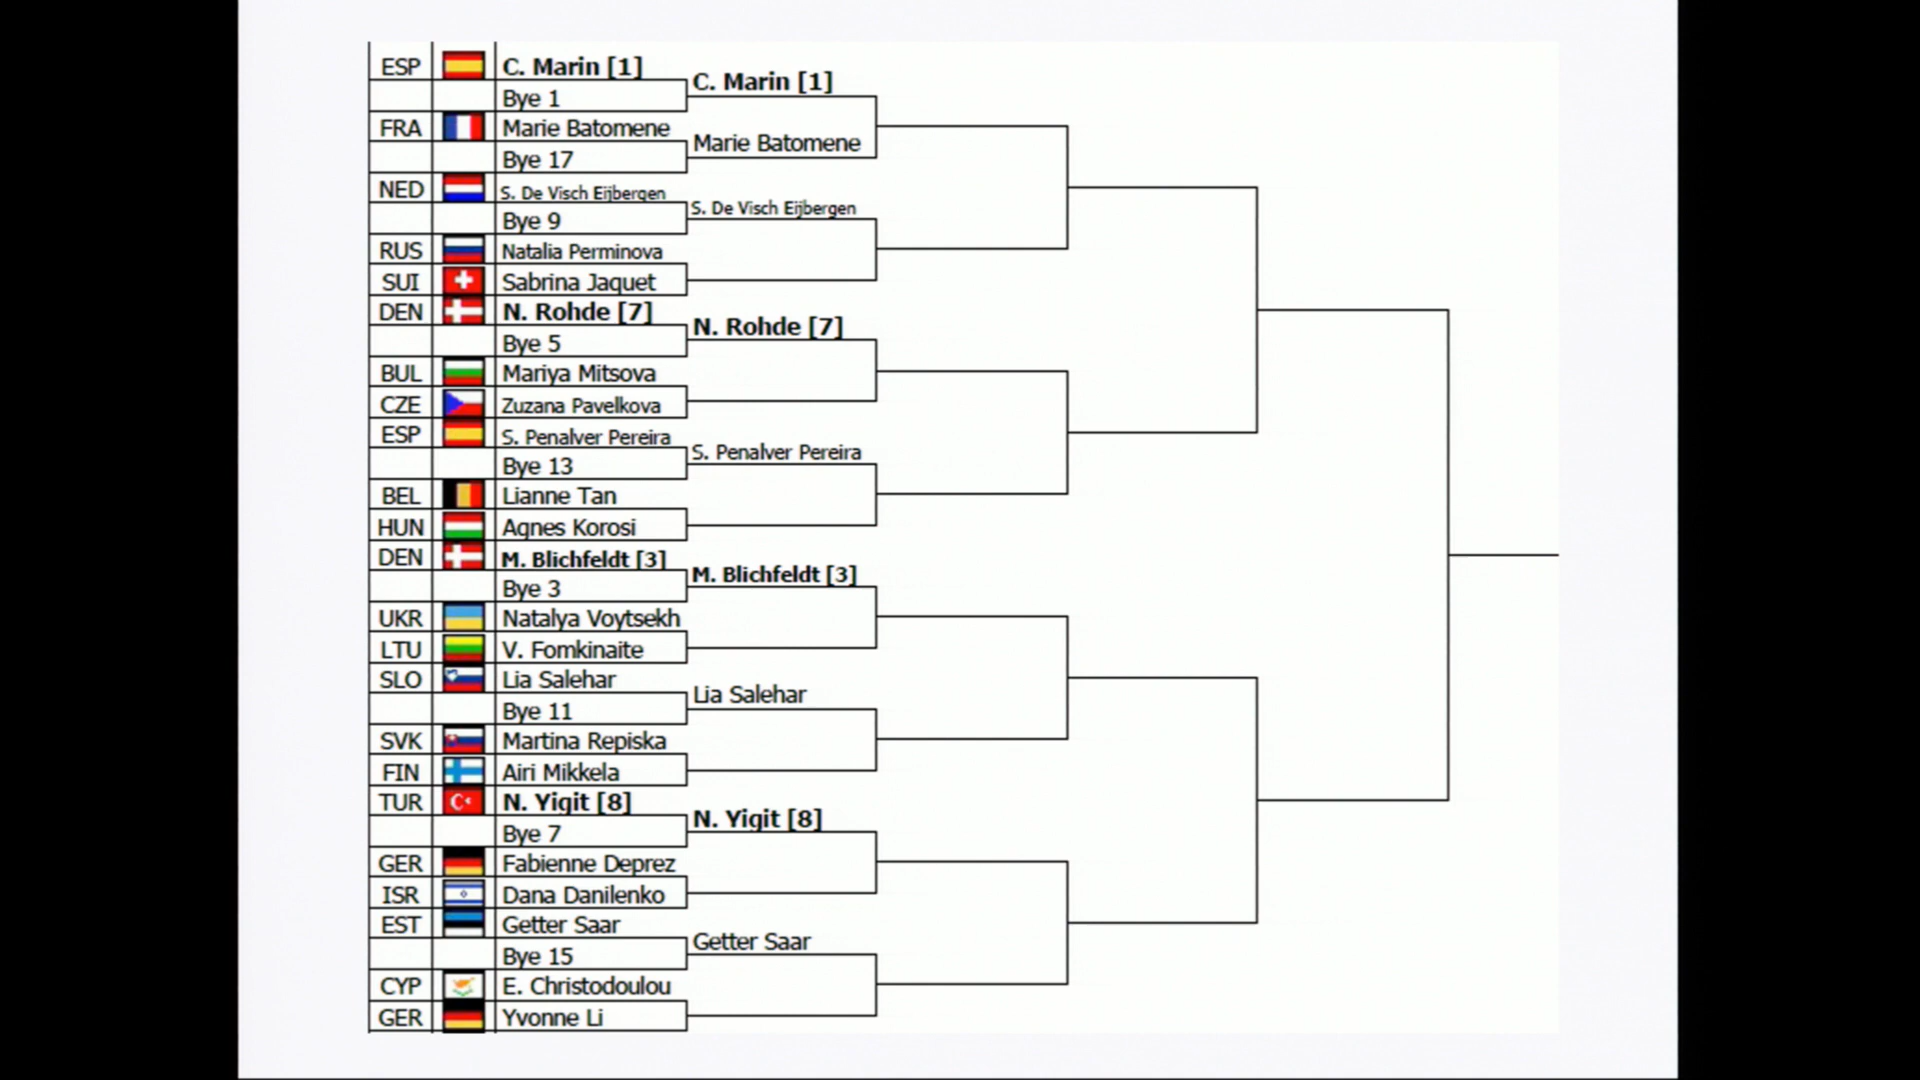 ESP C. Marin [1]
C. Marin [1]
Bye 1
FRA Marie Batomene
Marie Batomene
Bye 17
NED S. De Visch Eijbergen
S. De Visch Eijbergen
Bye 9
RUS Natalia Perminova
SUI Sabrina Jaquet
DEN N. Rohde [7]
N. Rohde [7]
Bye 5
BUL Mariya Mitsova
CZE Zuzana Pavelkova
ESP S. Penalver Pereira
S. Penalver Pereira
Bye 13
BEL Lianne Tan
HUN Agnes Korosi
DEN M. Blichfeldt [3]
M. Blichfeldt [3]
Bye 3
UKR Natalya Voytsekh
LTU V. Fomkinaite
SLO Lia Salehar
Lia Salehar
Bye 11
SVK Martina Repiska
FIN Airi Mikkela
TUR N. Yigit [8]
N. Yigit [8]
Bye 7
GER Fabienne Deprez
ISR Dana Danilenko
EST Getter Saar
Getter Saar
Bye 15
CYP E. Christodoulou
GER Yvonne Li